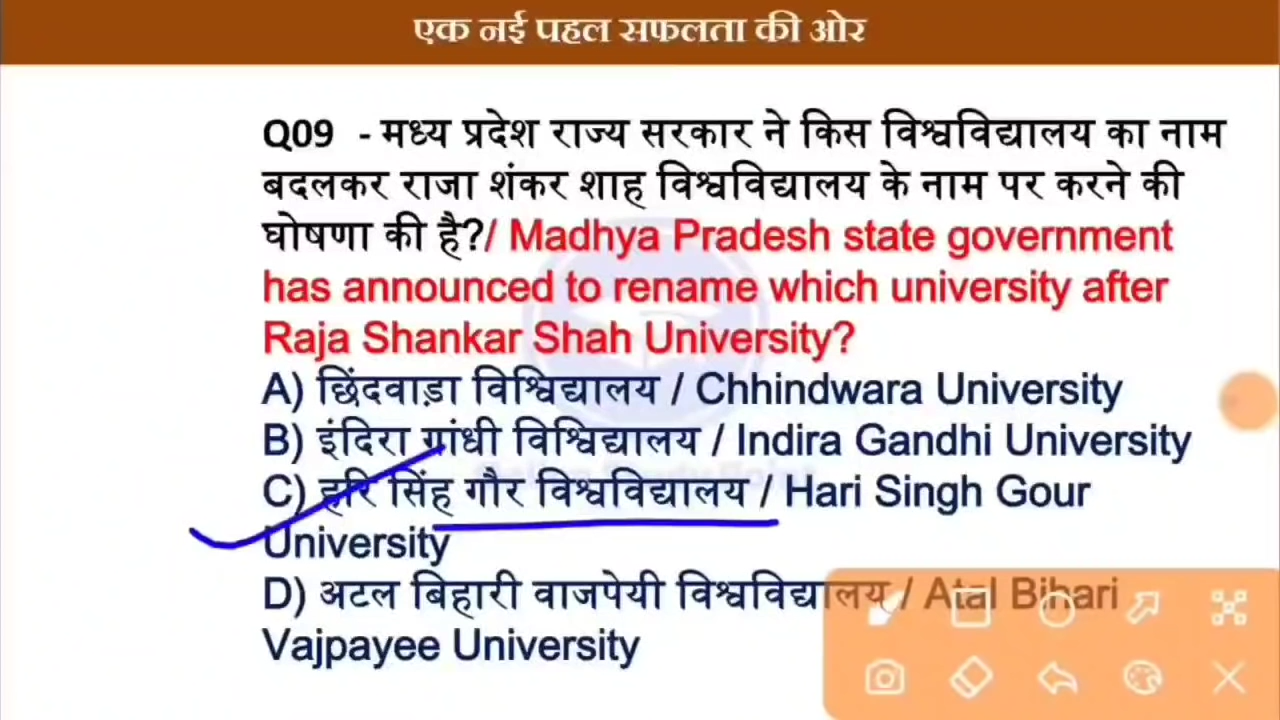 एक नई पहल सफलता की ओर
Q09 - मध्य प्रदेश राज्य सरकार ने किस विश्वविद्यालय का नाम
बदलकर राजा शंकर शाह विश्वविद्यालय के नाम पर करने की
घोषणा की है?/ Madhya Pradesh state government
has announced to rename which university after
Raja Shankar Shah University?
A) छिंदवाड़ा विश्विद्यालय / Chhindwara University
B) इंदिरा गांधी विश्विद्यालय / Indira Gandhi University
C) हरि सिंह गौर विश्वविद्यालय / Hari Singh Gour
University
D) अटल बिहारी वाजपेयी विश्वविद्यालय / Atal Bihari
Vajpayee University